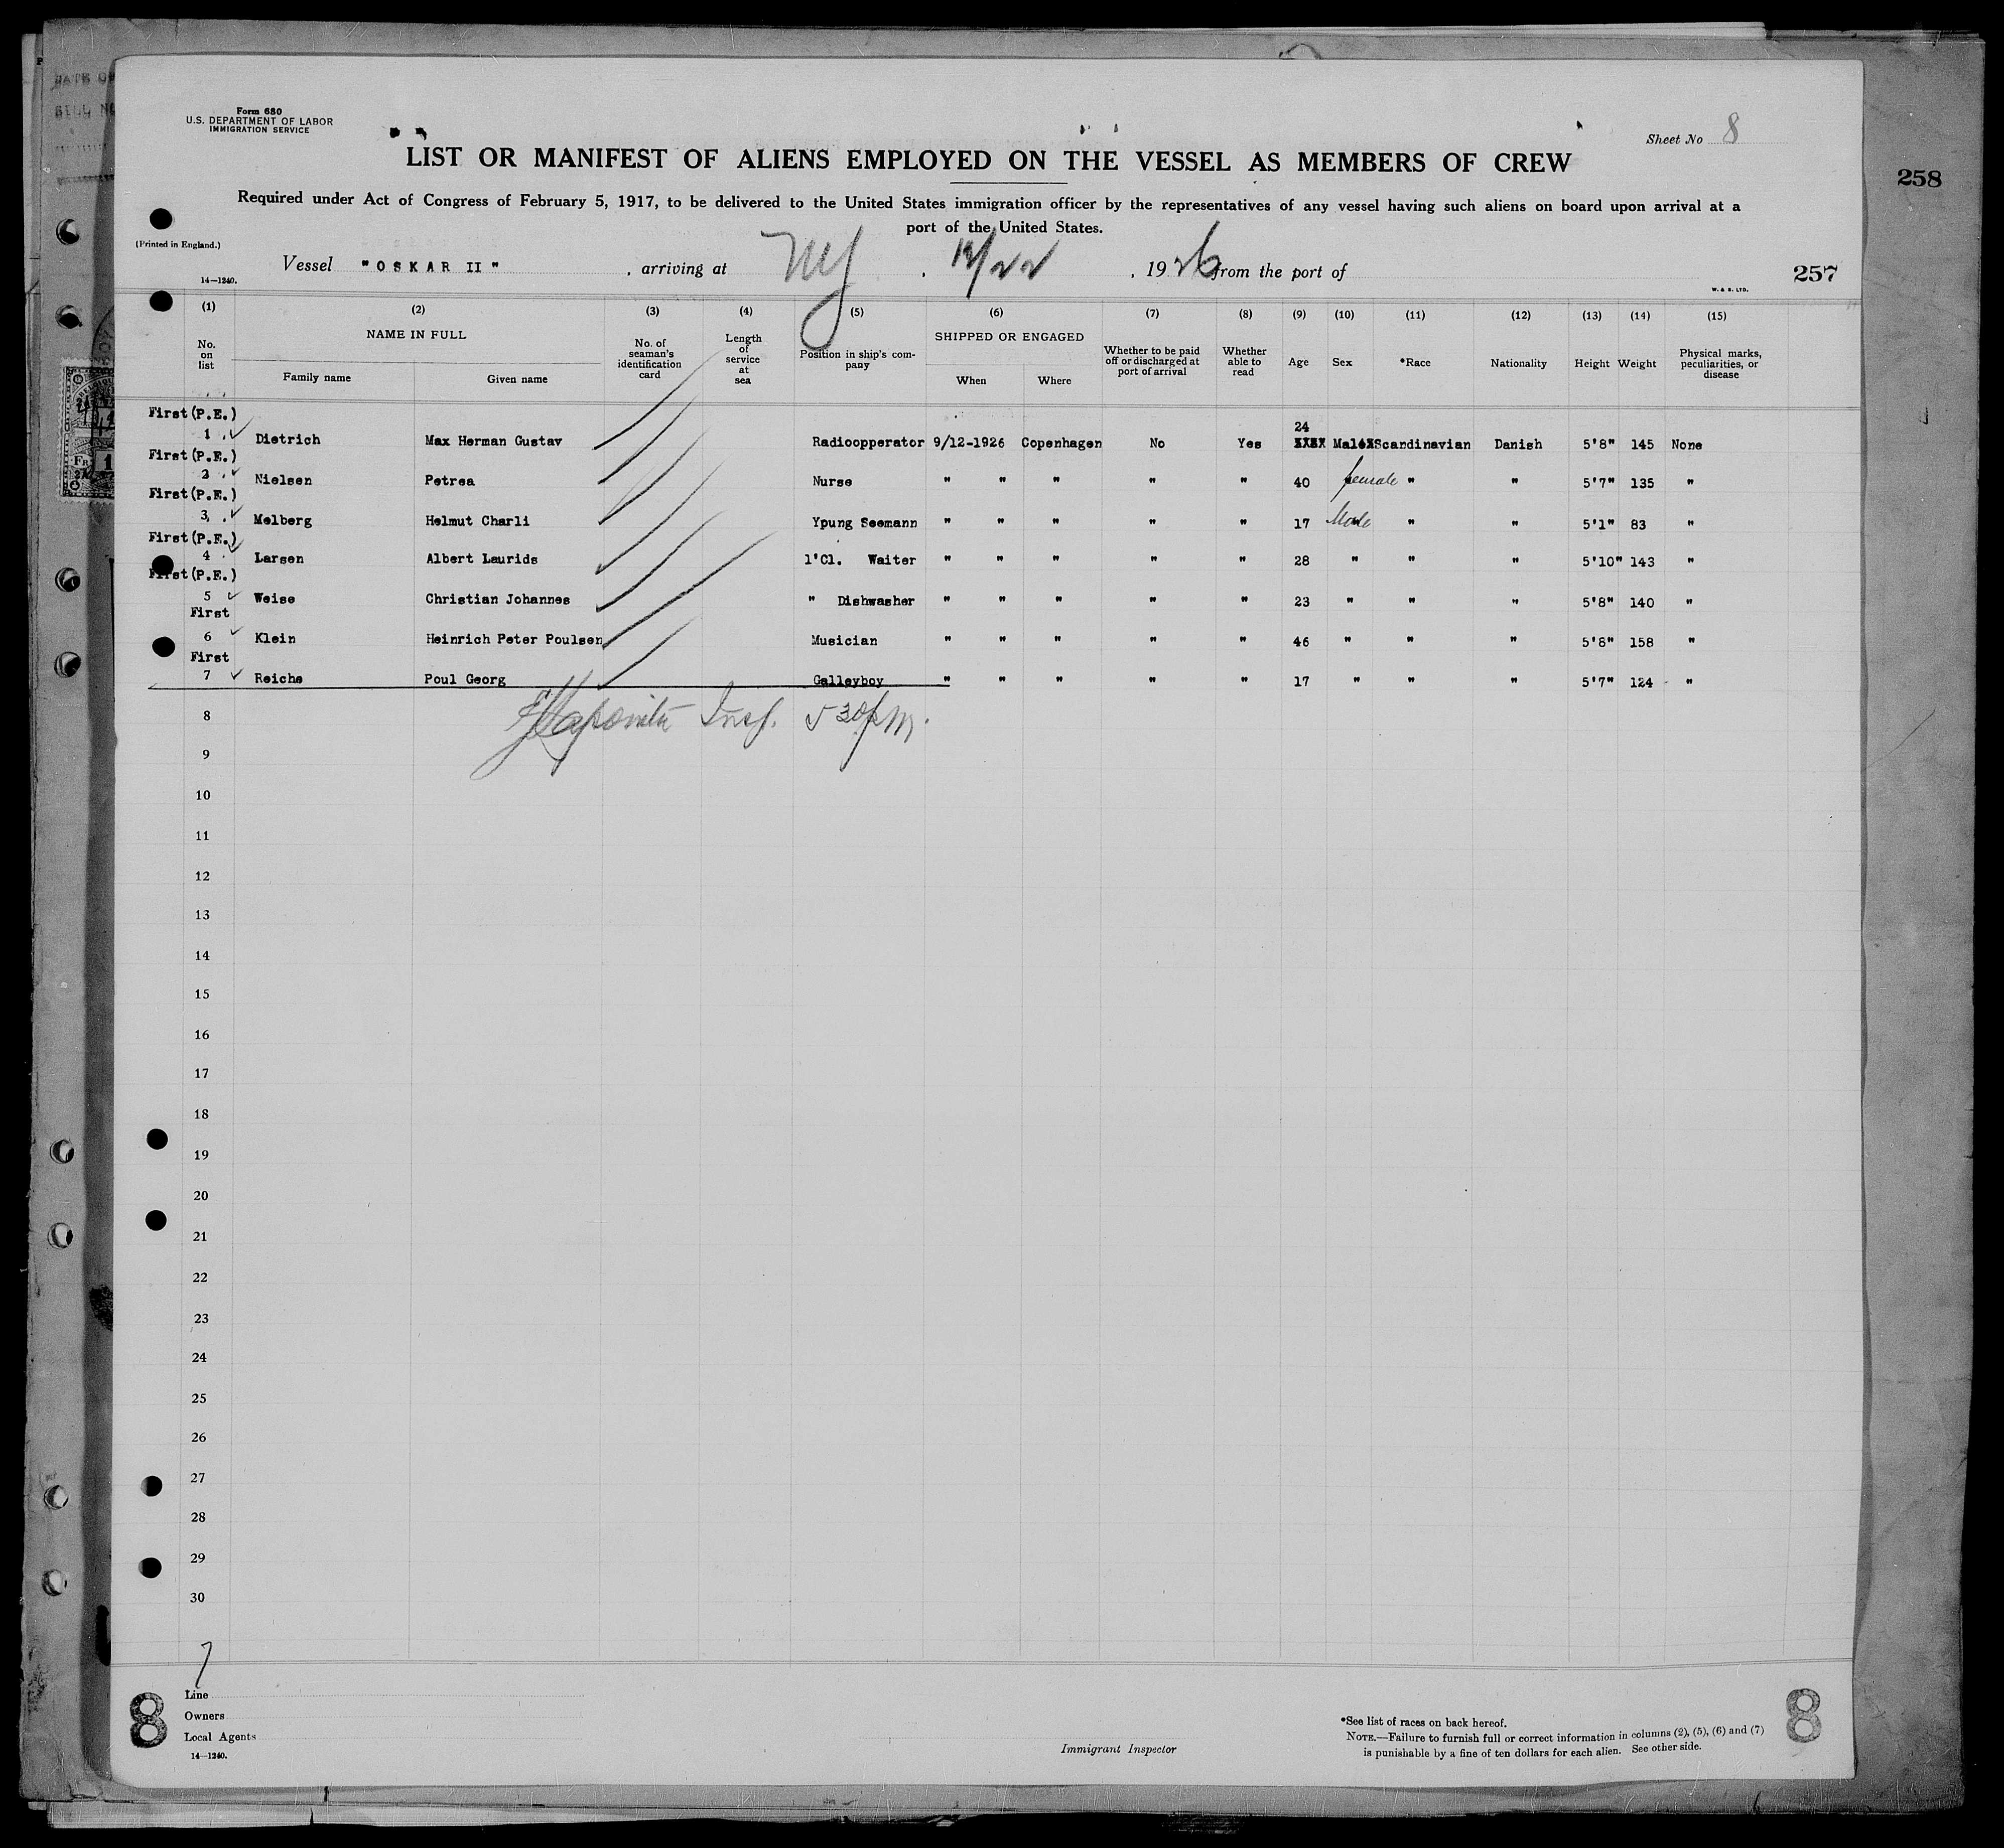 258
DATE OF
Form 680
U.S. DEPARTMENT OF LABOR
IMMIGRATION SERVICE
Sheet No 8
LIST OR MANIFEST OF ALIENS EMPLOYED ON THE VESSEL AS MEMBERS OF CREW
Required under Act of Congress of February 5, 1917, to be delivered to the United States immigration officer by the representatives of any vessel having such aliens on board upon arrival at a
port of the United States.
(Printed in England.)
Vessel "OSKAR II", arriving at NY, 12/22, 1926 from the port of
14—1240.
W. & S. LTD.
257
(1) (2) (3) (4) (5) (6) (7) (8) (9) (10) (11) (12) (13) (14) (15)
No. on list NAME IN FULL Family name Given name No. of seaman's identification card Length of service at sea Position in ship's company SHIPPED OR ENGAGED When Where Whether to be paid off or discharged at port of arrival Whether able to read Age Sex *Race Nationality Height Weight Physical marks, peculiarities, or disease
First (P.E.) 24
1 Dietrich Max Herman Gustav Radioopperator 9/12-1926 Copenhagen No Yes XXXX MaleXScandinavian Danish 5'8" 145 None
First (P.E.)
2 Nielsen Petrea Nurse " " " " " 40 female " " 5'7" 135 "
First (P.E.)
3 Melberg Helmut Charli Ypung Seemann " " " " " 17 Male " " 5'1" 83 "
First (P.E.)
4 Larsen Albert Laurids 1'Cl. Waiter " " " " " 28 " " " 5'10" 143 "
First (P.E.)
5 Weise Christian Johannes " Dishwasher " " " " " 23 " " " 5'8" 140 "
First
6 Klein Heinrich Peter Poulsen Musician " " " " " 46 " " " 5'8" 158 "
First
7 Reichs Poul Georg Galleyboy " " " " " 17 " " " 5'7" 124 "
8 Insp. 530 pm.
9
10
11
12
13
14
15
16
17
18
19
20
21
22
23
24
25
26
27
28
29
30
7
8
Line
Owners
Local Agents
14—1240.
Immigrant Inspector
*See list of races on back hereof.
NOTE.—Failure to furnish full or correct information in columns (2), (5), (6) and (7)
is punishable by a fine of ten dollars for each alien. See other side.
8